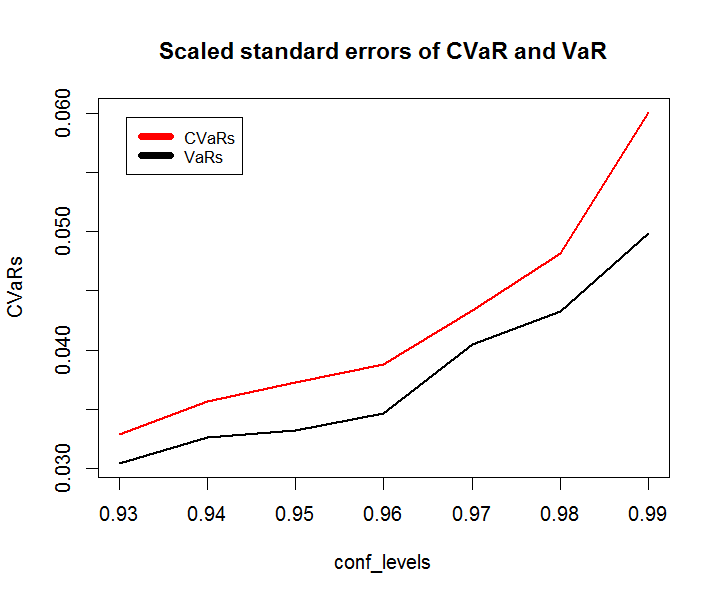 Scaled standard errors of CVaR and VaR
CVaRs
VaRs
CVaRs
0.060
0.050
0.040
0.030
0.93 0.94 0.95 0.96 0.97 0.98 0.99
conf_levels